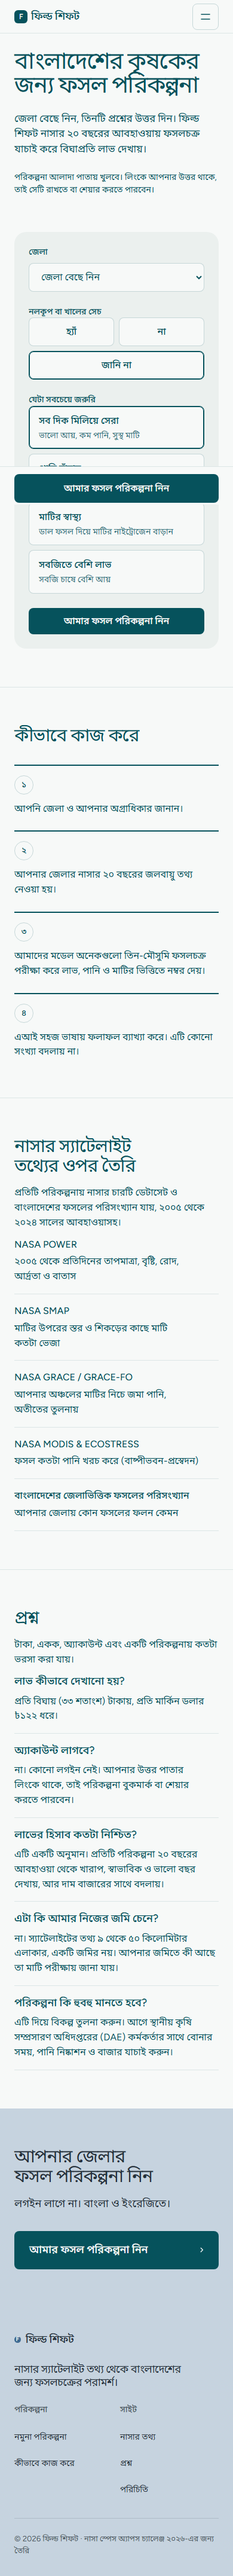 F ফিল্ড শিফট
বাংলাদেশের কৃষকের
জন্য ফসল পরিকল্পনা
জেলা বেছে নিন, তিনটি প্রশ্নের উত্তর দিন। ফিল্ড
শিফট নাসার ২০ বছরের আবহাওয়ায় ফসলচক্র
যাচাই করে বিঘাপ্রতি লাভ দেখায়।
পরিকল্পনা আলাদা পাতায় খুলবে। লিংকে আপনার উত্তর থাকে,
তাই সেটি রাখতে বা শেয়ার করতে পারবেন।
জেলা
জেলা বেছে নিন
নলকূপ বা খালের সেচ
হ্যাঁ
না
জানি না
যেটা সবচেয়ে জরুরি
সব দিক মিলিয়ে সেরা
ভালো আয়, কম পানি, সুস্থ মাটি
আমার ফসল পরিকল্পনা নিন
মাটির স্বাস্থ্য
ডাল ফসল দিয়ে মাটির নাইট্রোজেন বাড়ান
সবজিতে বেশি লাভ
সবজি চাষে বেশি আয়
আমার ফসল পরিকল্পনা নিন
কীভাবে কাজ করে
১
আপনি জেলা ও আপনার অগ্রাধিকার জানান।
২
আপনার জেলার নাসার ২০ বছরের জলবায়ু তথ্য
নেওয়া হয়।
৩
আমাদের মডেল অনেকগুলো তিন-মৌসুমি ফসলচক্র
পরীক্ষা করে লাভ, পানি ও মাটির ভিত্তিতে নম্বর দেয়।
৪
এআই সহজ ভাষায় ফলাফল ব্যাখ্যা করে। এটি কোনো
সংখ্যা বদলায় না।
নাসার স্যাটেলাইট
তথ্যের ওপর তৈরি
প্রতিটি পরিকল্পনায় নাসার চারটি ডেটাসেট ও
বাংলাদেশের ফসলের পরিসংখ্যান যায়, ২০০৫ থেকে
২০২৪ সালের আবহাওয়াসহ।
NASA POWER
২০০৫ থেকে প্রতিদিনের তাপমাত্রা, বৃষ্টি, রোদ,
আর্দ্রতা ও বাতাস
NASA SMAP
মাটির উপরের স্তর ও শিকড়ের কাছে মাটি
কতটা ভেজা
NASA GRACE / GRACE-FO
আপনার অঞ্চলের মাটির নিচে জমা পানি,
অতীতের তুলনায়
NASA MODIS & ECOSTRESS
ফসল কতটা পানি খরচ করে (বাষ্পীভবন-প্রস্বেদন)
বাংলাদেশের জেলাভিত্তিক ফসলের পরিসংখ্যান
আপনার জেলায় কোন ফসলের ফলন কেমন
প্রশ্ন
টাকা, একক, অ্যাকাউন্ট এবং একটি পরিকল্পনায় কতটা
ভরসা করা যায়।
লাভ কীভাবে দেখানো হয়?
প্রতি বিঘায় (৩৩ শতাংশ) টাকায়, প্রতি মার্কিন ডলার
৳১২২ ধরে।
অ্যাকাউন্ট লাগবে?
না। কোনো লগইন নেই। আপনার উত্তর পাতার
লিংকে থাকে, তাই পরিকল্পনা বুকমার্ক বা শেয়ার
করতে পারবেন।
লাভের হিসাব কতটা নিশ্চিত?
এটি একটি অনুমান। প্রতিটি পরিকল্পনা ২০ বছরের
আবহাওয়া থেকে খারাপ, স্বাভাবিক ও ভালো বছর
দেখায়, আর দাম বাজারের সাথে বদলায়।
এটা কি আমার নিজের জমি চেনে?
না। স্যাটেলাইটের তথ্য ৯ থেকে ৫০ কিলোমিটার
এলাকার, একটি জমির নয়। আপনার জমিতে কী আছে
তা মাটি পরীক্ষায় জানা যায়।
পরিকল্পনা কি হুবহু মানতে হবে?
এটি দিয়ে বিকল্প তুলনা করুন। আগে স্থানীয় কৃষি
সম্প্রসারণ অধিদপ্তরের (DAE) কর্মকর্তার সাথে বোনার
সময়, পানি নিষ্কাশন ও বাজার যাচাই করুন।
আপনার জেলার
ফসল পরিকল্পনা নিন
লগইন লাগে না। বাংলা ও ইংরেজিতে।
আমার ফসল পরিকল্পনা নিন ›
ফিল্ড শিফট
নাসার স্যাটেলাইট তথ্য থেকে বাংলাদেশের
জন্য ফসলচক্রের পরামর্শ।
পরিকল্পনা
সাইট
নমুনা পরিকল্পনা
নাসার তথ্য
কীভাবে কাজ করে
প্রশ্ন
পরিচিতি
© 2026 ফিল্ড শিফট · নাসা স্পেস অ্যাপস চ্যালেঞ্জ ২০২৬-এর জন্য
তৈরি